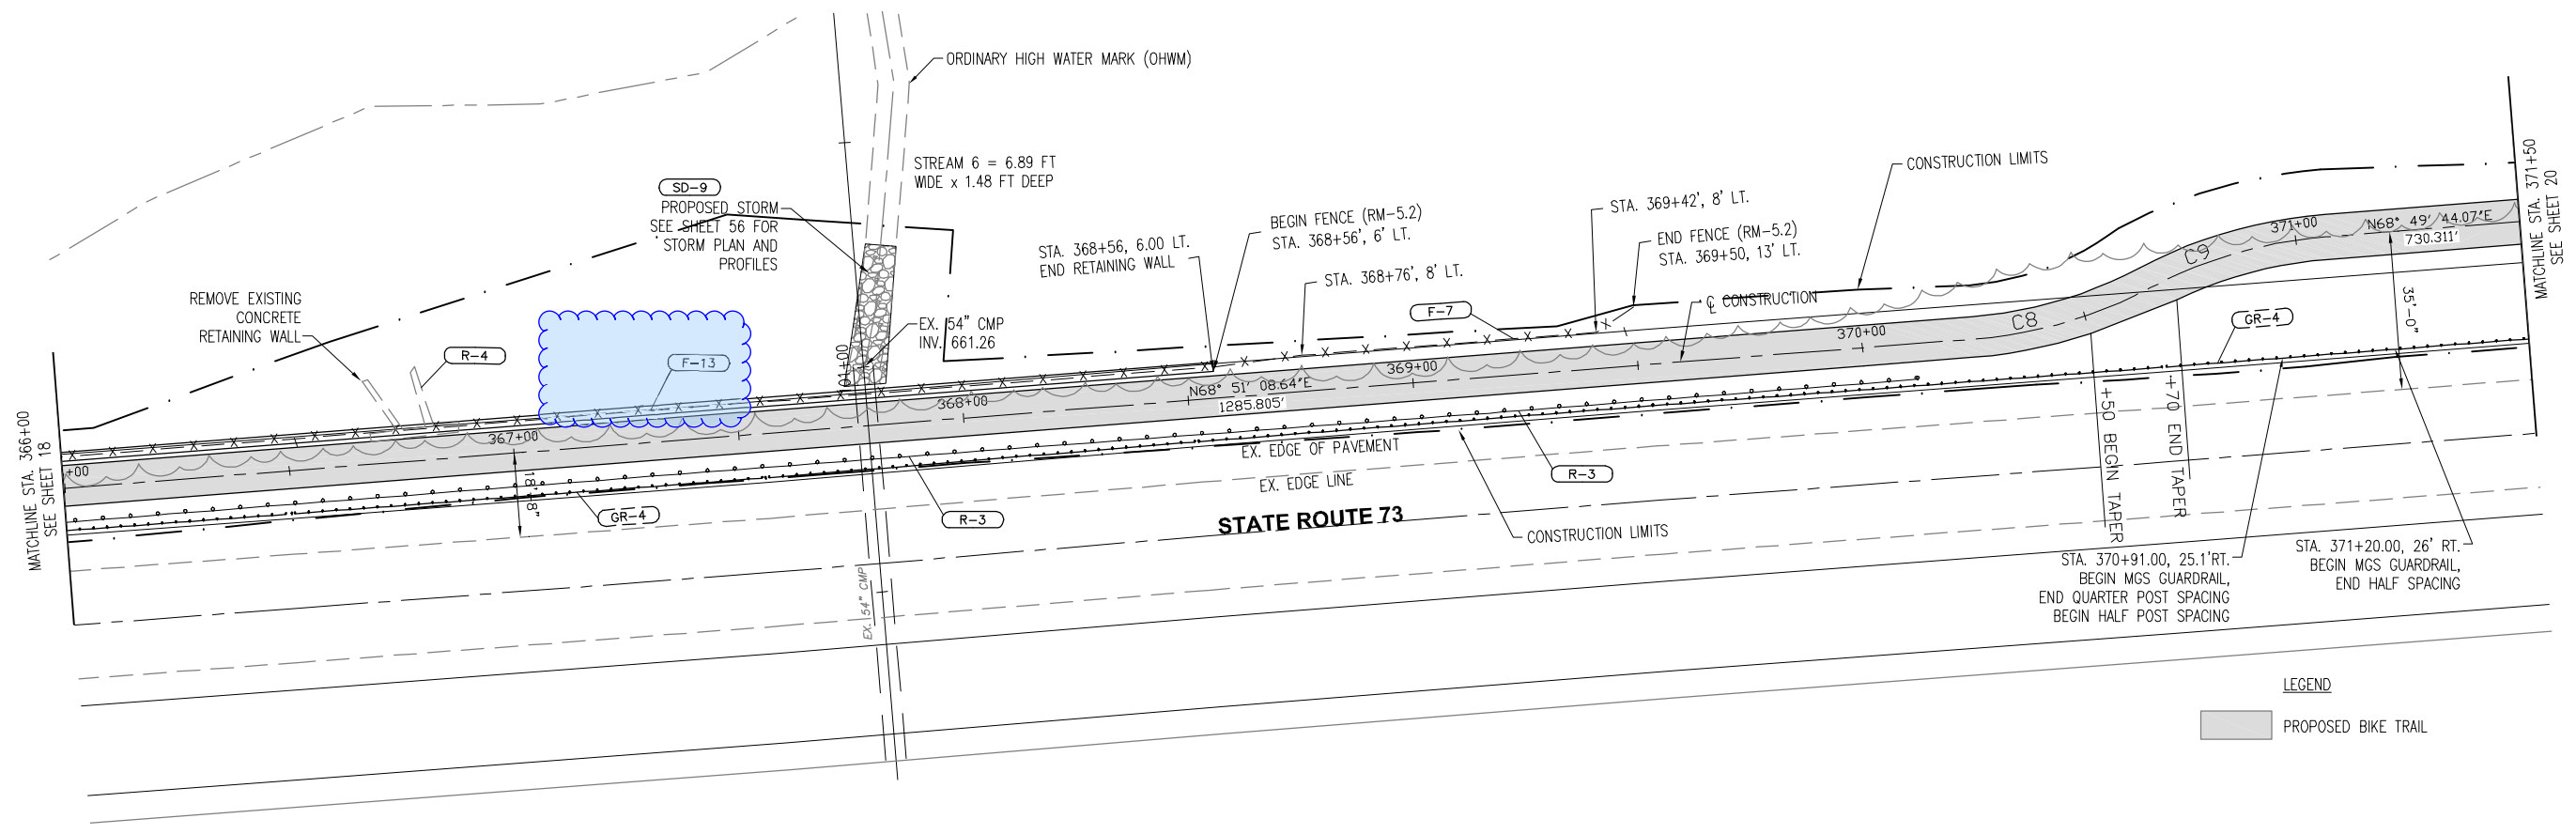 ORDINARY HIGH WATER MARK (OHWM)
STREAM 6 = 6.89 FT
WIDE x 1.48 FT DEEP
SD-9
PROPOSED STORM
SEE SHEET 56 FOR
STORM PLAN AND
PROFILES
REMOVE EXISTING
CONCRETE
RETAINING WALL
R-4
F-13
EX. 54" CMP
INV. 661.26
01+00
STA. 368+56, 6.00 LT.
END RETAINING WALL
BEGIN FENCE (RM-5.2)
STA. 368+56', 6' LT.
STA. 368+76', 8' LT.
STA. 369+42', 8' LT.
END FENCE (RM-5.2)
STA. 369+50, 13' LT.
F-7
℄ CONSTRUCTION
CONSTRUCTION LIMITS
MATCHLINE STA. 366+00
SEE SHEET 18
+00
367+00
368+00
N68° 51' 08.64"E
1285.805'
369+00
370+00
C8
C9
371+00
N68° 49' 44.07"E
730.311'
MATCHLINE STA. 371+50
SEE SHEET 20
35'-0"
GR-4
18'-8"
GR-4
R-3
EX. EDGE OF PAVEMENT
EX. EDGE LINE
R-3
STATE ROUTE 73
CONSTRUCTION LIMITS
EX. 54" CMP
+50 BEGIN TAPER
+70 END TAPER
STA. 370+91.00, 25.1'RT.
BEGIN MGS GUARDRAIL,
END QUARTER POST SPACING
BEGIN HALF POST SPACING
STA. 371+20.00, 26' RT.
BEGIN MGS GUARDRAIL,
END HALF SPACING
LEGEND
PROPOSED BIKE TRAIL